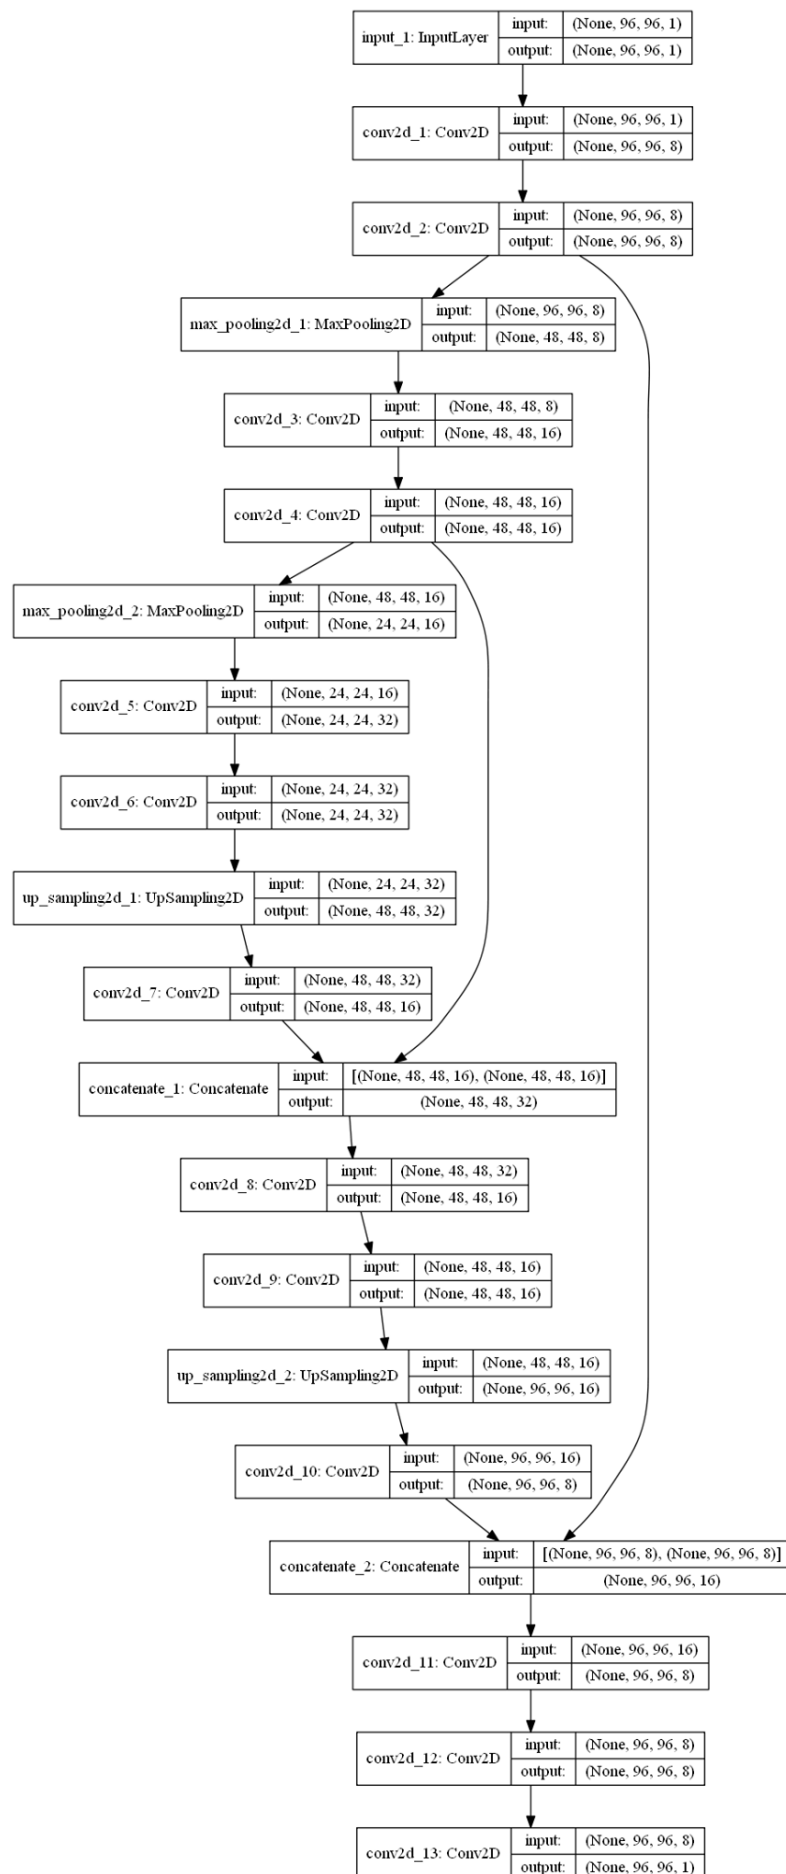 input_1: InputLayer
input: (None, 96, 96, 1)
output: (None, 96, 96, 1)
conv2d_1: Conv2D
input: (None, 96, 96, 1)
output: (None, 96, 96, 8)
conv2d_2: Conv2D
input: (None, 96, 96, 8)
output: (None, 96, 96, 8)
max_pooling2d_1: MaxPooling2D
input: (None, 96, 96, 8)
output: (None, 48, 48, 8)
conv2d_3: Conv2D
input: (None, 48, 48, 8)
output: (None, 48, 48, 16)
conv2d_4: Conv2D
input: (None, 48, 48, 16)
output: (None, 48, 48, 16)
max_pooling2d_2: MaxPooling2D
input: (None, 48, 48, 16)
output: (None, 24, 24, 16)
conv2d_5: Conv2D
input: (None, 24, 24, 16)
output: (None, 24, 24, 32)
conv2d_6: Conv2D
input: (None, 24, 24, 32)
output: (None, 24, 24, 32)
up_sampling2d_1: UpSampling2D
input: (None, 24, 24, 32)
output: (None, 48, 48, 32)
conv2d_7: Conv2D
input: (None, 48, 48, 32)
output: (None, 48, 48, 16)
concatenate_1: Concatenate
input: [(None, 48, 48, 16), (None, 48, 48, 16)]
output: (None, 48, 48, 32)
conv2d_8: Conv2D
input: (None, 48, 48, 32)
output: (None, 48, 48, 16)
conv2d_9: Conv2D
input: (None, 48, 48, 16)
output: (None, 48, 48, 16)
up_sampling2d_2: UpSampling2D
input: (None, 48, 48, 16)
output: (None, 96, 96, 16)
conv2d_10: Conv2D
input: (None, 96, 96, 16)
output: (None, 96, 96, 8)
concatenate_2: Concatenate
input: [(None, 96, 96, 8), (None, 96, 96, 8)]
output: (None, 96, 96, 16)
conv2d_11: Conv2D
input: (None, 96, 96, 16)
output: (None, 96, 96, 8)
conv2d_12: Conv2D
input: (None, 96, 96, 8)
output: (None, 96, 96, 8)
conv2d_13: Conv2D
input: (None, 96, 96, 8)
output: (None, 96, 96, 1)